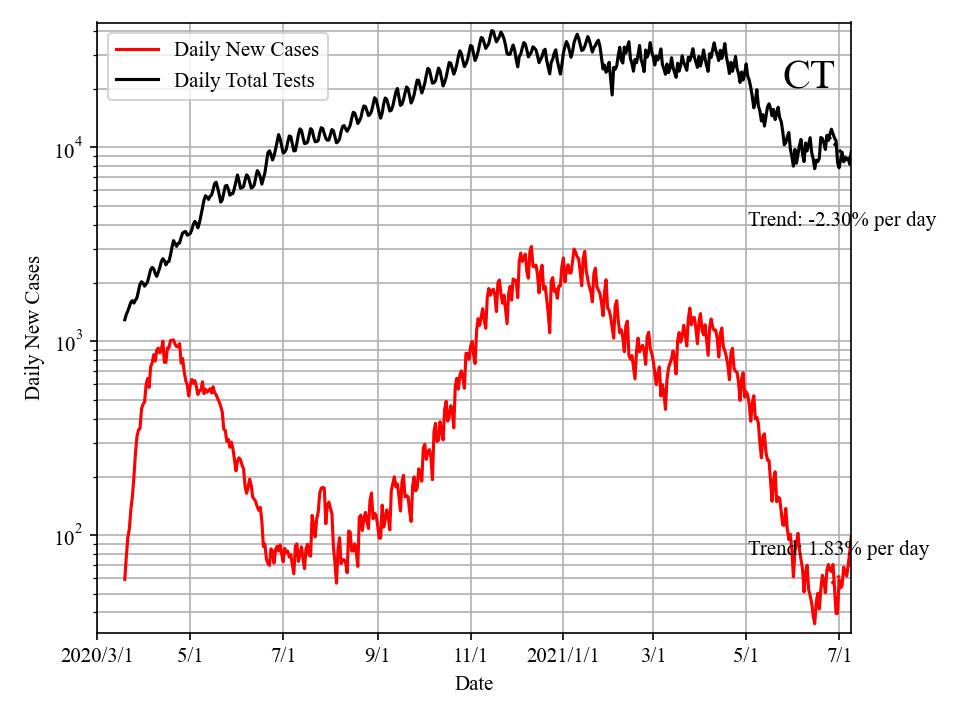 Daily New Cases
Daily Total Tests
CT
10^4
Trend: -2.30% per day
Daily New Cases
10^3
10^2
Trend: 1.83% per day
2020/3/1 5/1 7/1 9/1 11/1 2021/1/1 3/1 5/1 7/1
Date